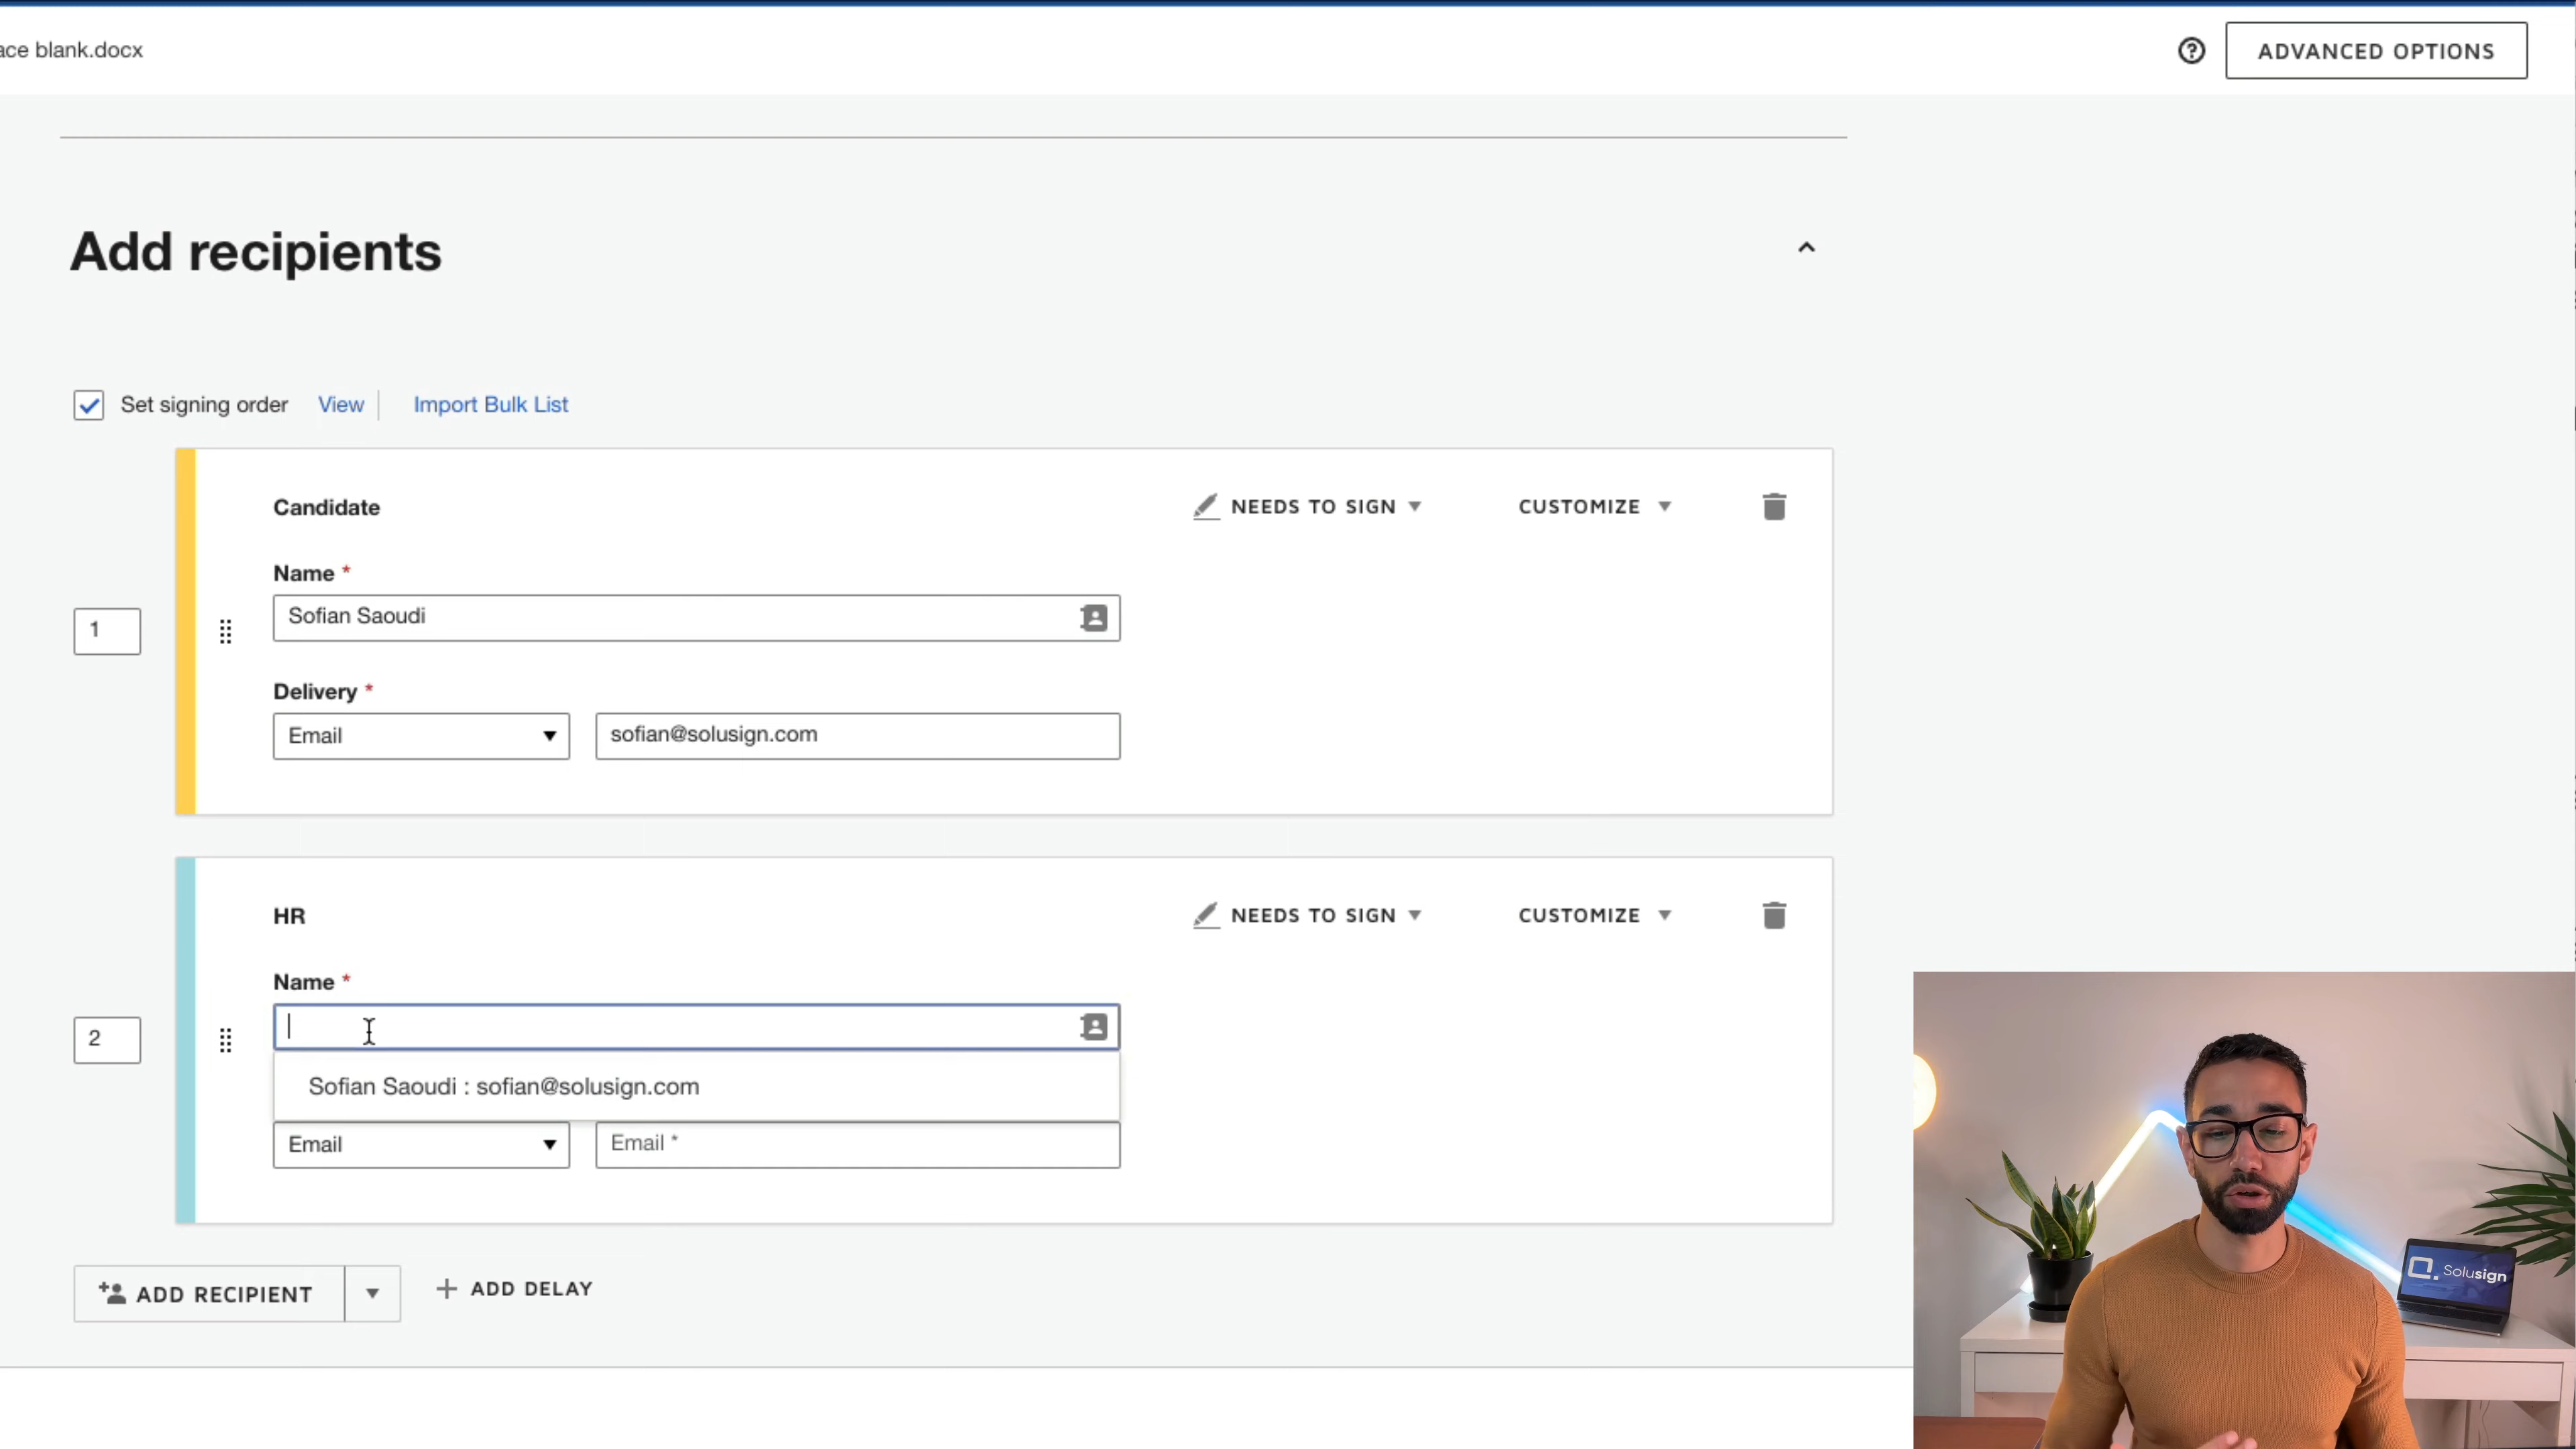 ace blank.docx
ADVANCED OPTIONS
Add recipients
Set signing order View Import Bulk List
Candidate NEEDS TO SIGN CUSTOMIZE
Name *
1
Sofian Saoudi
Delivery *
Email sofian@solusign.com
HR NEEDS TO SIGN CUSTOMIZE
Name *
2
Sofian Saoudi : sofian@solusign.com
Email Email *
ADD RECIPIENT ADD DELAY
Solusign